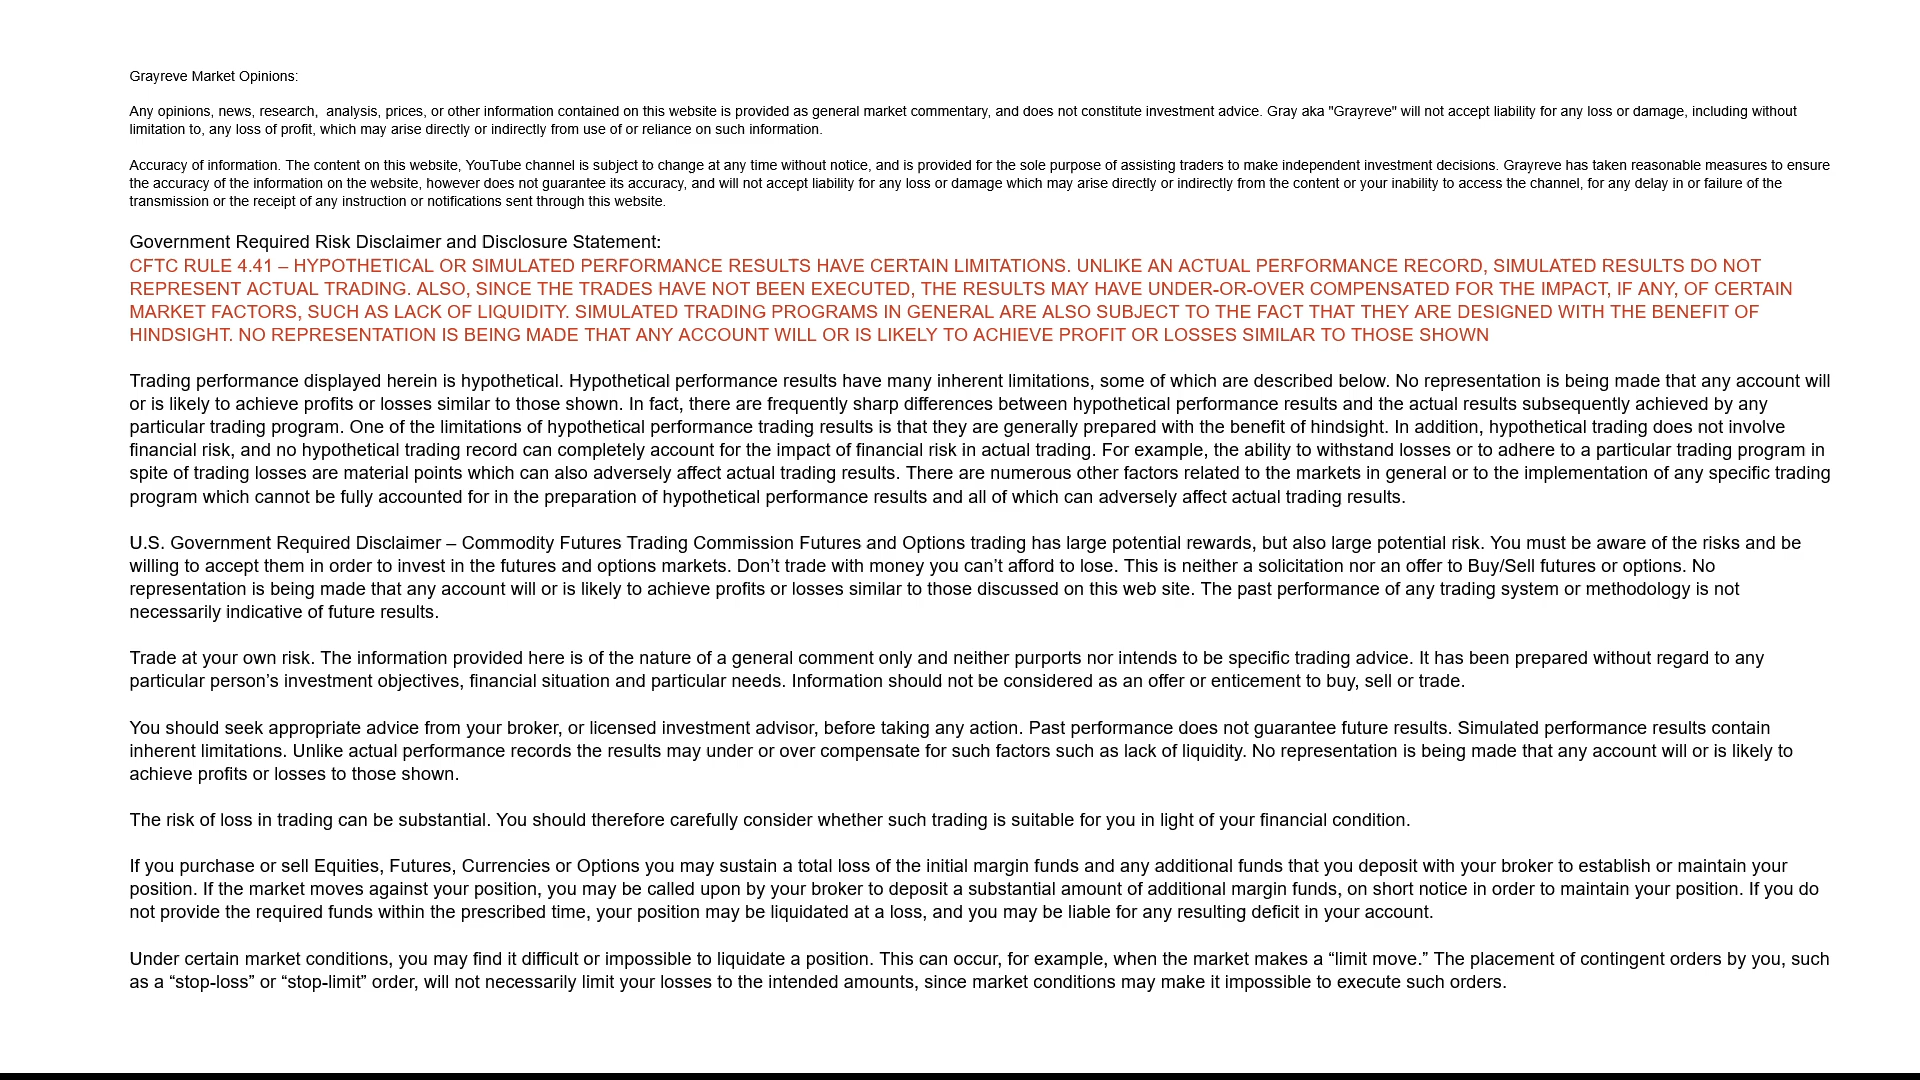 Grayreve Market Opinions:
Any opinions, news, research,  analysis, prices, or other information contained on this website is provided as general market commentary, and does not constitute investment advice. Gray aka "Grayreve" will not accept liability for any loss or damage, including without
limitation to, any loss of profit, which may arise directly or indirectly from use of or reliance on such information.
Accuracy of information. The content on this website, YouTube channel is subject to change at any time without notice, and is provided for the sole purpose of assisting traders to make independent investment decisions. Grayreve has taken reasonable measures to ensure
the accuracy of the information on the website, however does not guarantee its accuracy, and will not accept liability for any loss or damage which may arise directly or indirectly from the content or your inability to access the channel, for any delay in or failure of the
transmission or the receipt of any instruction or notifications sent through this website.
Government Required Risk Disclaimer and Disclosure Statement:
CFTC RULE 4.41 – HYPOTHETICAL OR SIMULATED PERFORMANCE RESULTS HAVE CERTAIN LIMITATIONS. UNLIKE AN ACTUAL PERFORMANCE RECORD, SIMULATED RESULTS DO NOT
REPRESENT ACTUAL TRADING. ALSO, SINCE THE TRADES HAVE NOT BEEN EXECUTED, THE RESULTS MAY HAVE UNDER-OR-OVER COMPENSATED FOR THE IMPACT, IF ANY, OF CERTAIN
MARKET FACTORS, SUCH AS LACK OF LIQUIDITY. SIMULATED TRADING PROGRAMS IN GENERAL ARE ALSO SUBJECT TO THE FACT THAT THEY ARE DESIGNED WITH THE BENEFIT OF
HINDSIGHT. NO REPRESENTATION IS BEING MADE THAT ANY ACCOUNT WILL OR IS LIKELY TO ACHIEVE PROFIT OR LOSSES SIMILAR TO THOSE SHOWN
Trading performance displayed herein is hypothetical. Hypothetical performance results have many inherent limitations, some of which are described below. No representation is being made that any account will
or is likely to achieve profits or losses similar to those shown. In fact, there are frequently sharp differences between hypothetical performance results and the actual results subsequently achieved by any
particular trading program. One of the limitations of hypothetical performance trading results is that they are generally prepared with the benefit of hindsight. In addition, hypothetical trading does not involve
financial risk, and no hypothetical trading record can completely account for the impact of financial risk in actual trading. For example, the ability to withstand losses or to adhere to a particular trading program in
spite of trading losses are material points which can also adversely affect actual trading results. There are numerous other factors related to the markets in general or to the implementation of any specific trading
program which cannot be fully accounted for in the preparation of hypothetical performance results and all of which can adversely affect actual trading results.
U.S. Government Required Disclaimer – Commodity Futures Trading Commission Futures and Options trading has large potential rewards, but also large potential risk. You must be aware of the risks and be
willing to accept them in order to invest in the futures and options markets. Don’t trade with money you can’t afford to lose. This is neither a solicitation nor an offer to Buy/Sell futures or options. No
representation is being made that any account will or is likely to achieve profits or losses similar to those discussed on this web site. The past performance of any trading system or methodology is not
necessarily indicative of future results.
Trade at your own risk. The information provided here is of the nature of a general comment only and neither purports nor intends to be specific trading advice. It has been prepared without regard to any
particular person’s investment objectives, financial situation and particular needs. Information should not be considered as an offer or enticement to buy, sell or trade.
You should seek appropriate advice from your broker, or licensed investment advisor, before taking any action. Past performance does not guarantee future results. Simulated performance results contain
inherent limitations. Unlike actual performance records the results may under or over compensate for such factors such as lack of liquidity. No representation is being made that any account will or is likely to
achieve profits or losses to those shown.
The risk of loss in trading can be substantial. You should therefore carefully consider whether such trading is suitable for you in light of your financial condition.
If you purchase or sell Equities, Futures, Currencies or Options you may sustain a total loss of the initial margin funds and any additional funds that you deposit with your broker to establish or maintain your
position. If the market moves against your position, you may be called upon by your broker to deposit a substantial amount of additional margin funds, on short notice in order to maintain your position. If you do
not provide the required funds within the prescribed time, your position may be liquidated at a loss, and you may be liable for any resulting deficit in your account.
Under certain market conditions, you may find it difficult or impossible to liquidate a position. This can occur, for example, when the market makes a “limit move.” The placement of contingent orders by you, such
as a “stop-loss” or “stop-limit” order, will not necessarily limit your losses to the intended amounts, since market conditions may make it impossible to execute such orders.